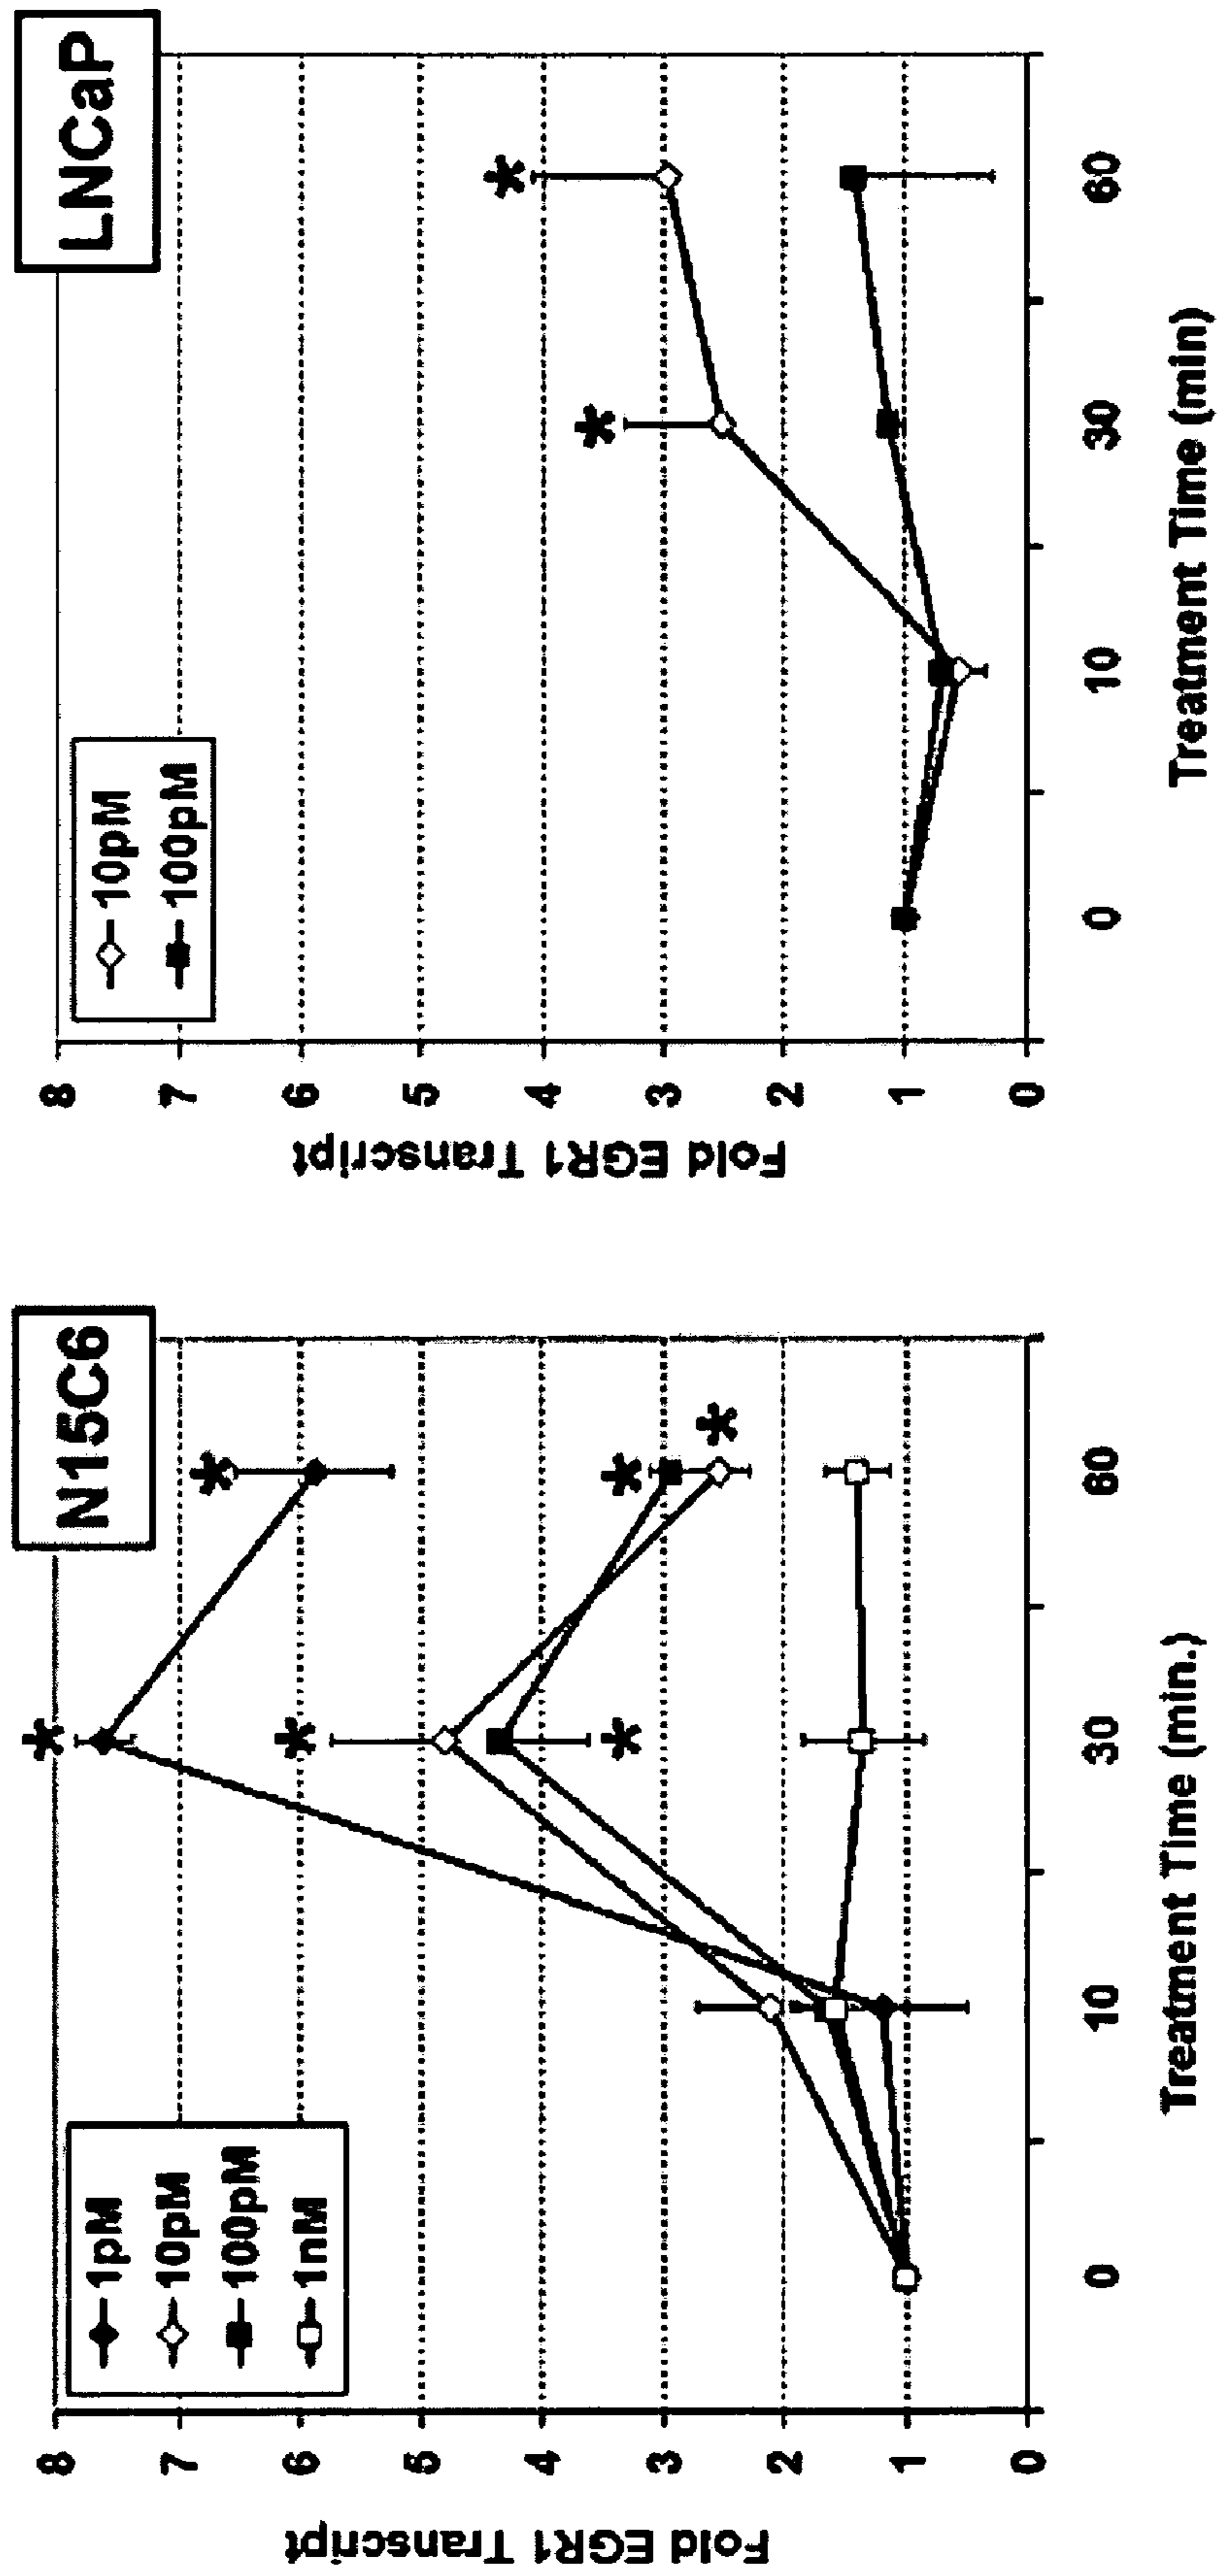 N15C6
1pM
10pM
100pM
1nM
Fold EGR1 Transcript
8
7
6
5
4
3
2
1
0
*
*
*
*
*
*
0
10
30
60
Treatment Time (min.)
LNCaP
10pM
100pM
Fold EGR1 Transcript
8
7
6
5
4
3
2
1
0
*
*
0
10
30
60
Treatment Time (min)